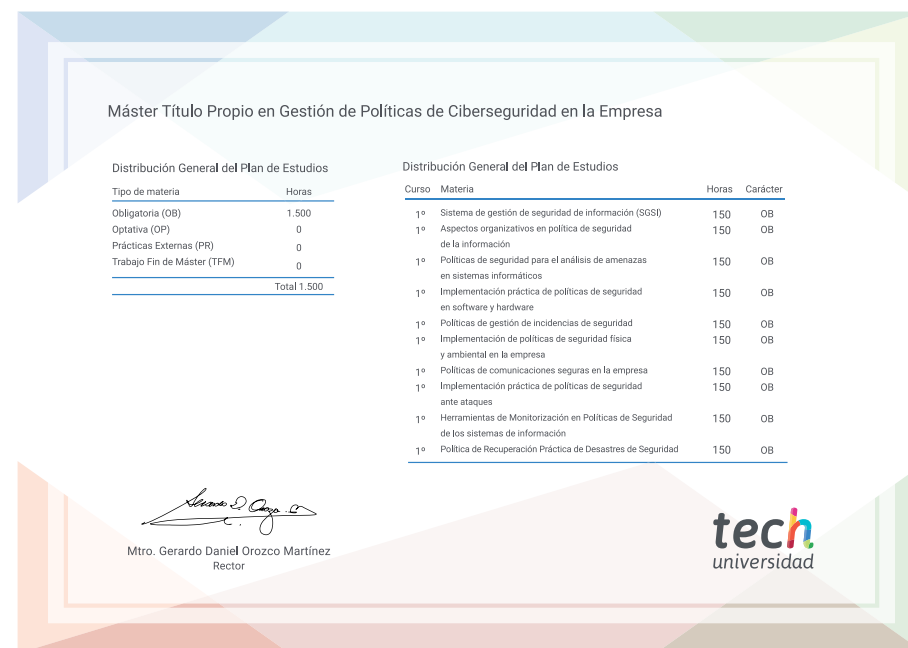 Máster Título Propio en Gestión de Políticas de Ciberseguridad en la Empresa
Distribución General del Plan de Estudios
Tipo de materia Horas
Obligatoria (OB) 1.500
Optativa (OP) 0
Prácticas Externas (PR) 0
Trabajo Fin de Máster (TFM) 0
Total 1.500
Distribución General del Plan de Estudios
Curso Materia Horas Carácter
1º Sistema de gestión de seguridad de información (SGSI) 150 OB
1º Aspectos organizativos en política de seguridad 150 OB
de la información
1º Políticas de seguridad para el análisis de amenazas 150 OB
en sistemas informáticos
1º Implementación práctica de políticas de seguridad 150 OB
en software y hardware
1º Políticas de gestión de incidencias de seguridad 150 OB
1º Implementación de políticas de seguridad física 150 OB
y ambiental en la empresa
1º Políticas de comunicaciones seguras en la empresa 150 OB
1º Implementación práctica de políticas de seguridad 150 OB
ante ataques
1º Herramientas de Monitorización en Políticas de Seguridad 150 OB
de los sistemas de información
1º Política de Recuperación Práctica de Desastres de Seguridad 150 OB
Mtro. Gerardo Daniel Orozco Martínez
Rector
tech
universidad